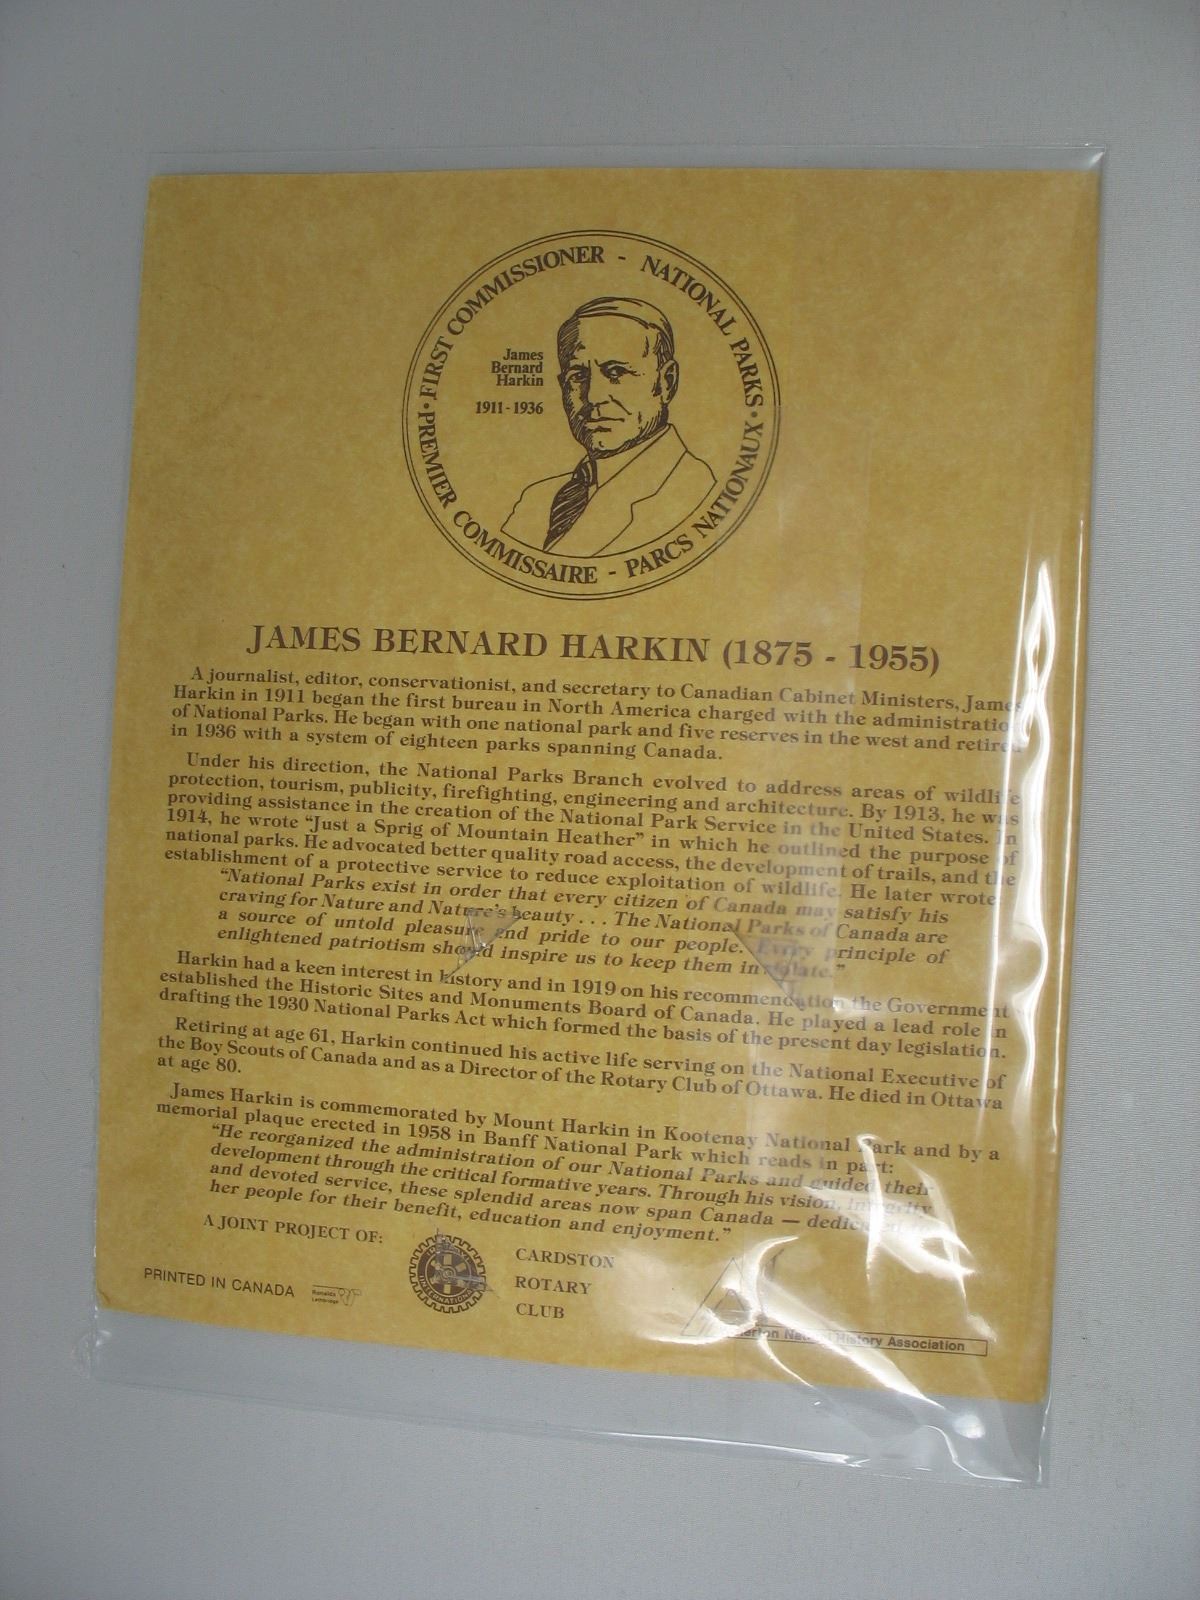 FIRST COMMISSIONER - NATIONAL PARKS
PREMIER COMMISSAIRE - PARCS NATIONAUX
James
Bernard
Harkin
1911-1936
JAMES BERNARD HARKIN (1875 - 1955)
A journalist, editor, conservationist, and secretary to Canadian Cabinet Ministers, James
Harkin in 1911 began the first bureau in North America charged with the administration
of National Parks. He began with one national park and five reserves in the west and retired
in 1936 with a system of eighteen parks spanning Canada.
Under his direction, the National Parks Branch evolved to address areas of wildlife
protection, tourism, publicity, firefighting, engineering and architecture. By 1913, he was
providing assistance in the creation of the National Park Service in the United States. In
1914, he wrote "Just a Sprig of Mountain Heather" in which he outlined the purpose of
national parks. He advocated better quality road access, the development of trails, and the
establishment of a protective service to reduce exploitation of wildlife. He later wrote:
"National Parks exist in order that every citizen of Canada may satisfy his
craving for Nature and Nature's beauty . . . The National Parks of Canada are
a source of untold pleasure and pride to our people. Every principle of
enlightened patriotism should inspire us to keep them inviolate."
Harkin had a keen interest in history and in 1919 on his recommendation the Government
established the Historic Sites and Monuments Board of Canada. He played a lead role in
drafting the 1930 National Parks Act which formed the basis of the present day legislation.
Retiring at age 61, Harkin continued his active life serving on the National Executive of
the Boy Scouts of Canada and as a Director of the Rotary Club of Ottawa. He died in Ottawa
at age 80.
James Harkin is commemorated by Mount Harkin in Kootenay National Park and by a
memorial plaque erected in 1958 in Banff National Park which reads in part:
"He reorganized the administration of our National Parks and guided their
development through the critical formative years. Through his vision, integrity
and devoted service, these splendid areas now span Canada — dedicated
her people for their benefit, education and enjoyment."
A JOINT PROJECT OF:
ROTARY INTERNATIONAL
CARDSTON
ROTARY
CLUB
PRINTED IN CANADA
Ronalds
Lethbridge
Natural History Association